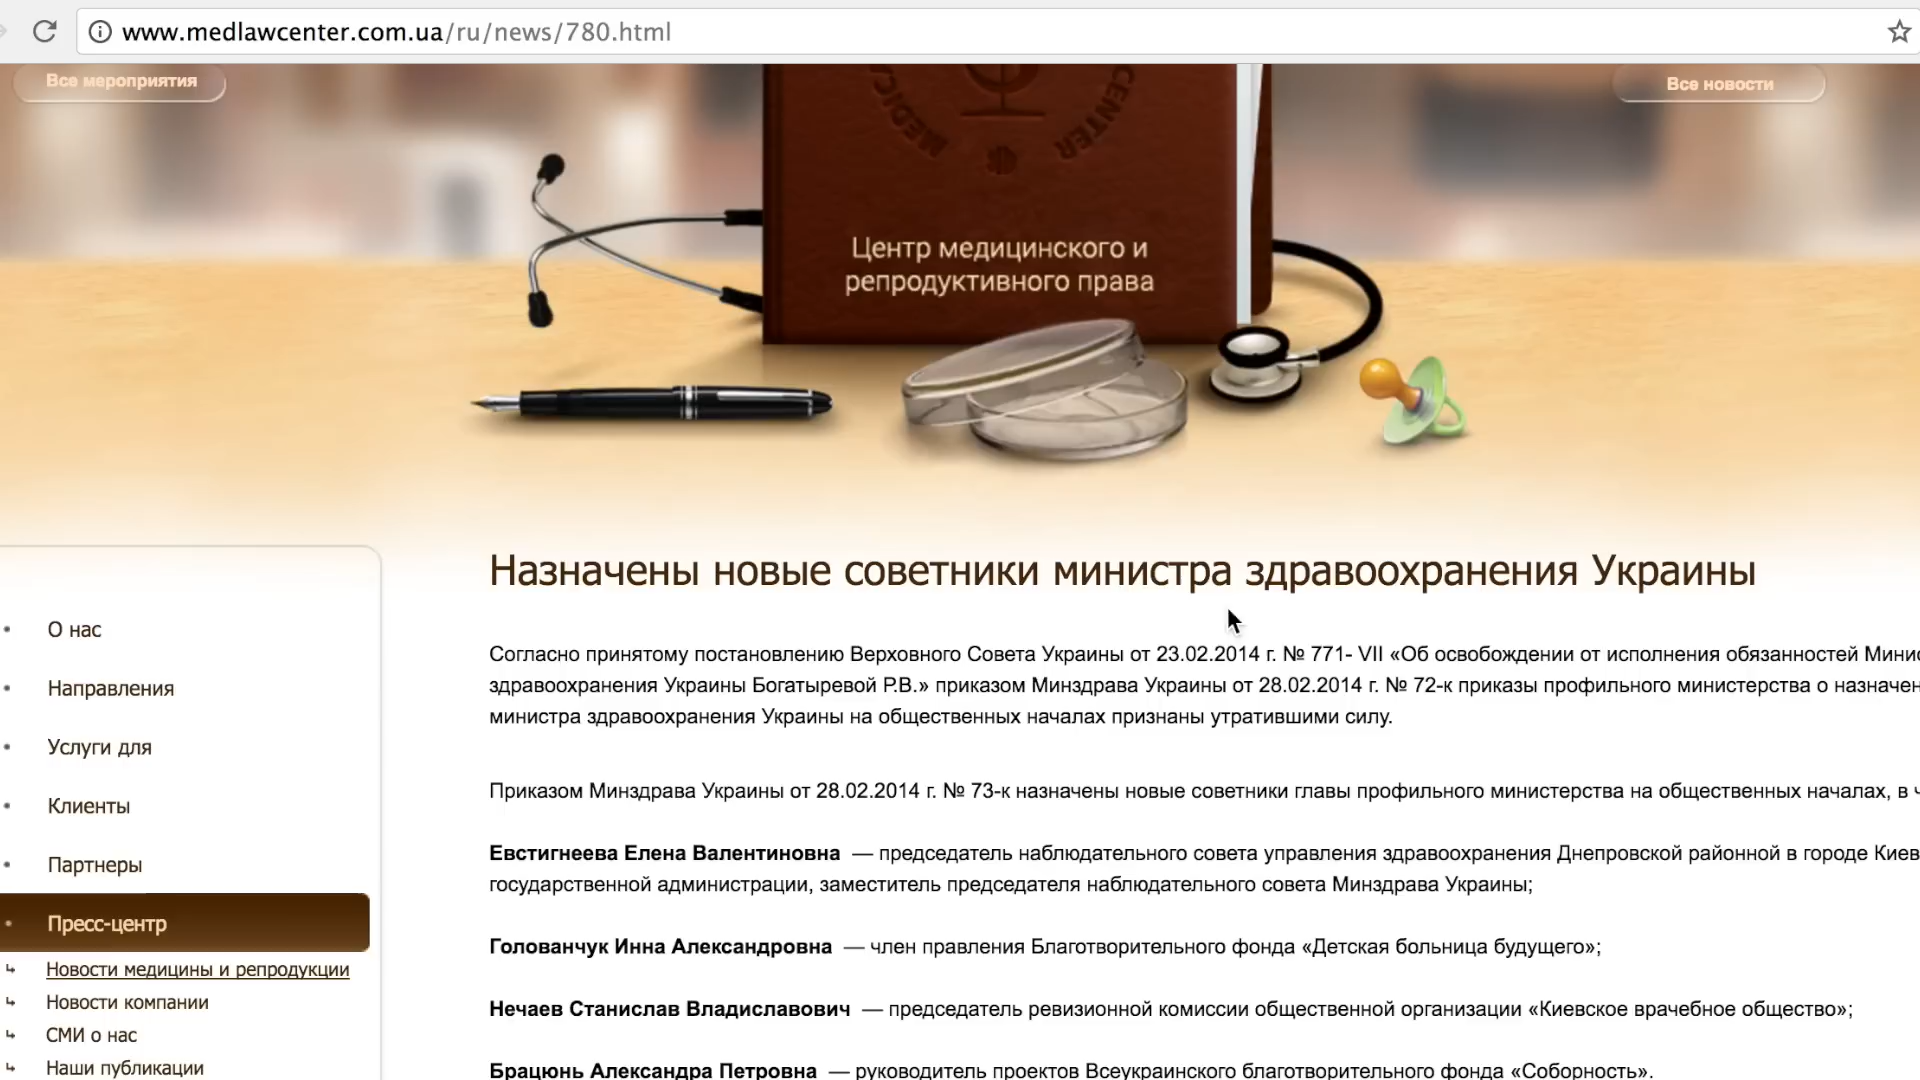 www.medlawcenter.com.ua/ru/news/780.html
Все мероприятия
Все новости
MEDIC
CENTER
Центр медицинского и
репродуктивного права
Назначены новые советники министра здравоохранения Украины
Согласно принятому постановлению Верховного Совета Украины от 23.02.2014 г. № 771- VII «Об освобождении от исполнения обязанностей
здравоохранения Украины Богатыревой Р.В.» приказом Минздрава Украины от 28.02.2014 г. № 72-к приказы профильного министерства о
министра здравоохранения Украины на общественных началах признаны утратившими силу.
Приказом Минздрава Украины от 28.02.2014 г. № 73-к назначены новые советники главы профильного министерства на общественных началах, в
Евстигнеева Елена Валентиновна — председатель наблюдательного совета управления здравоохранения Днепровской районной в городе
государственной администрации, заместитель председателя наблюдательного совета Минздрава Украины;
Голованчук Инна Александровна — член правления Благотворительного фонда «Детская больница будущего»;
Нечаев Станислав Владиславович — председатель ревизионной комиссии общественной организации «Киевское врачебное общество»;
Брацюнь Александра Петровна — руководитель проектов Всеукраинского благотворительного фонда «Соборность».
О нас
Направления
Услуги для
Клиенты
Партнеры
Пресс-центр
Новости медицины и репродукции
Новости компании
СМИ о нас
Наши публикации